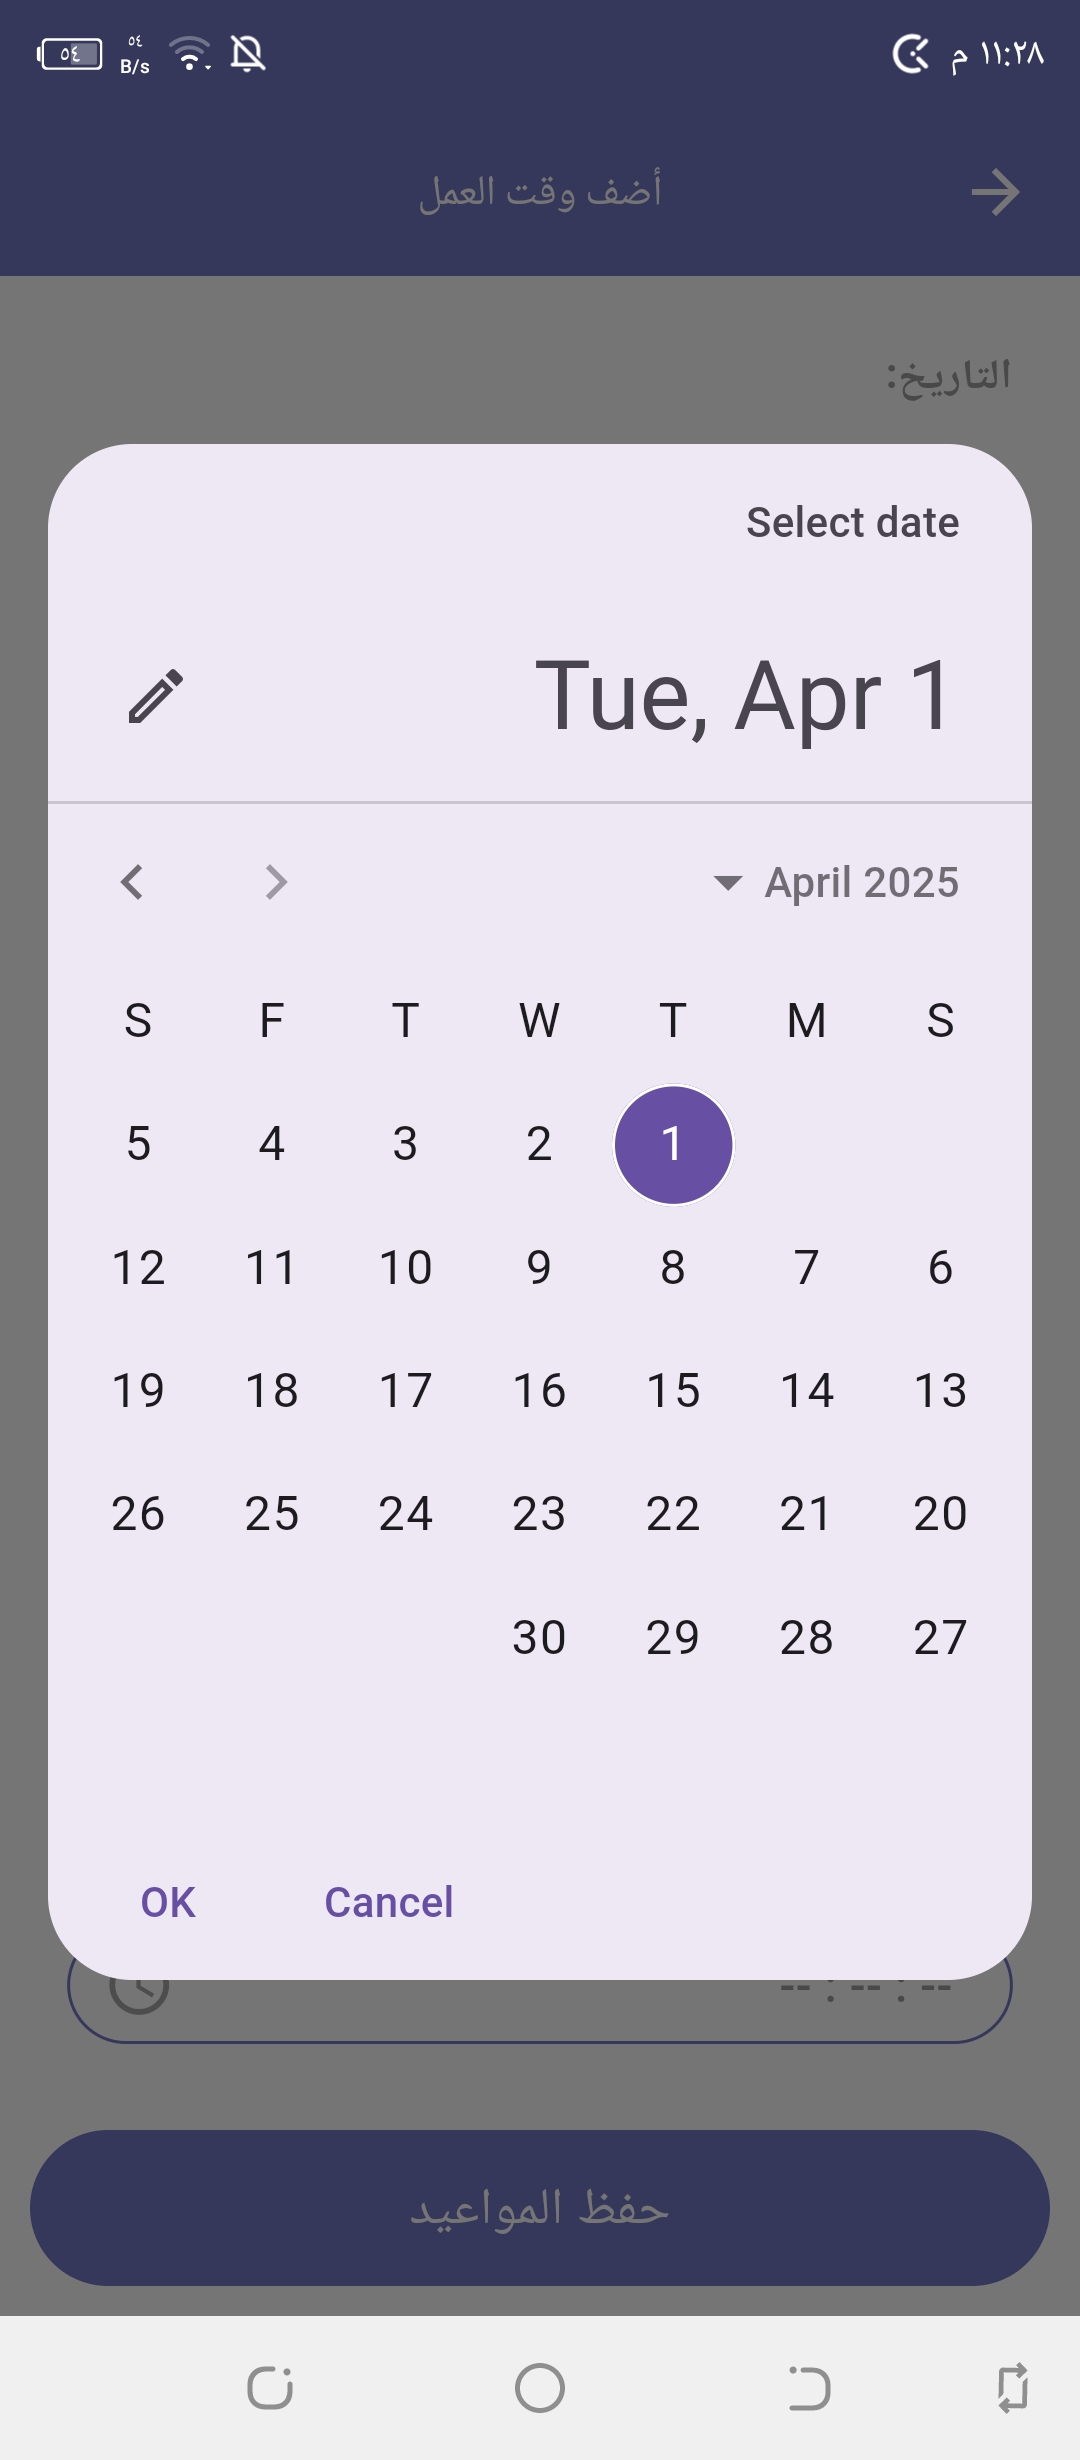 ١١:٢٨ م
٥٤ B/s
٥٤
أضف وقت العمل
التاريخ:
Select date
Tue, Apr 1
April 2025
S M T W T F S
1 2 3 4 5
6 7 8 9 10 11 12
13 14 15 16 17 18 19
20 21 22 23 24 25 26
27 28 29 30
Cancel OK
-- : -- : --
حفظ المواعيد